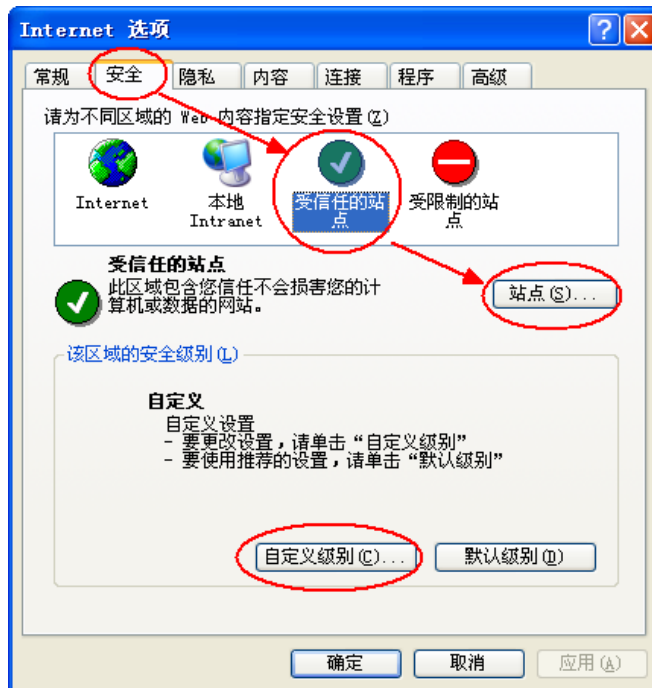 Internet 选项
常规 安全 隐私 内容 连接 程序 高级
请为不同区域的 Web 内容指定安全设置(Z)
Internet
本地
Intranet
受信任的站
点
受限制的站
点
受信任的站点
此区域包含您信任不会损害您的计
算机或数据的网站。
站点(S)...
该区域的安全级别(L)
自定义
自定义设置
- 要更改设置，请单击“自定义级别”
- 要使用推荐的设置，请单击“默认级别”
自定义级别(C)... 默认级别(D)
确定 取消 应用(A)